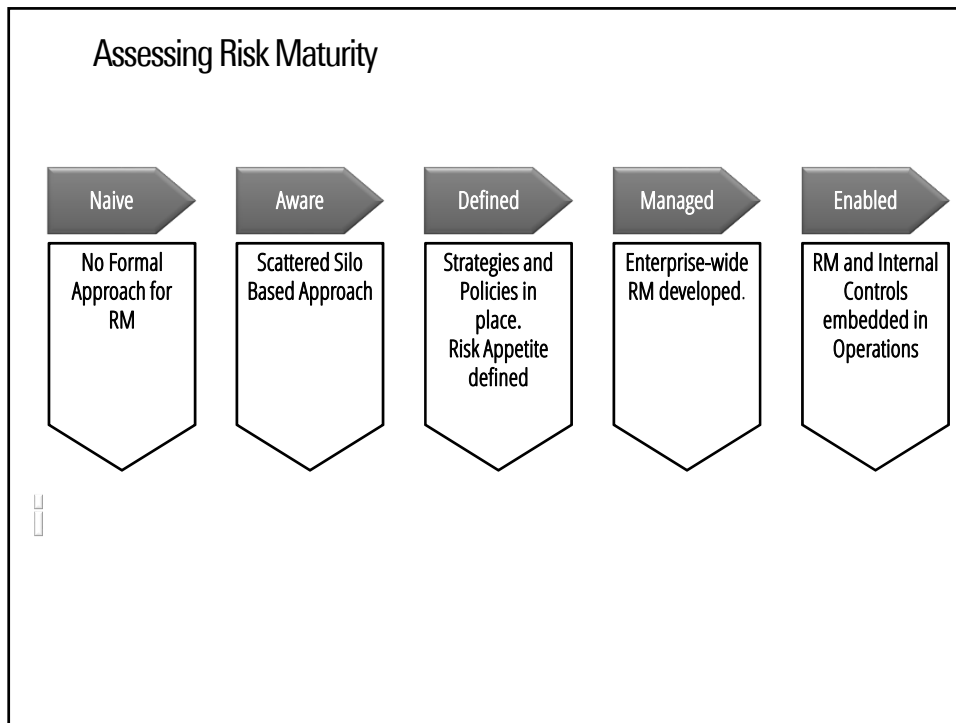 Assessing Risk Maturity
Naive
Aware
Defined
Managed
Enabled
No Formal
Approach for
RM
Scattered Silo
Based Approach
Strategies and
Policies in
place.
Risk Appetite
defined
Enterprise-wide
RM developed.
RM and Internal
Controls
embedded in
Operations